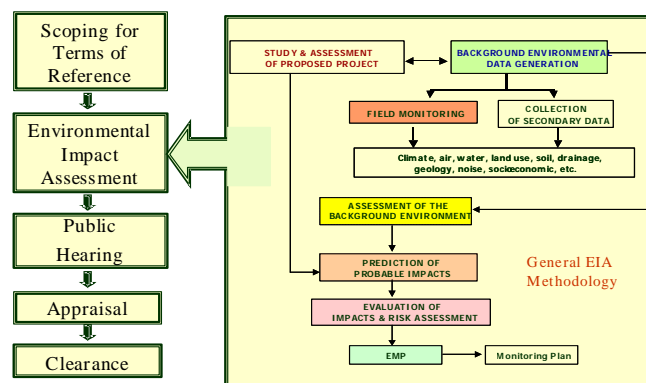 Scoping for
Terms of
Reference
Environmental
Impact
Assessment
Public
Hearing
Appraisal
Clearance
STUDY & ASSESSMENT
OF PROPOSED PROJECT
BACKGROUND ENVIRONMENTAL
DATA GENERATION
FIELD MONITORING
COLLECTION
OF SECONDARY DATA
Climate, air, water, land use, soil, drainage,
geology, noise, socioeconomic, etc.
ASSESSMENT OF THE
BACKGROUND ENVIRONMENT
PREDICTION OF
PROBABLE IMPACTS
General EIA
Methodology
EVALUATION OF
IMPACTS & RISK ASSESSMENT
EMP
Monitoring Plan